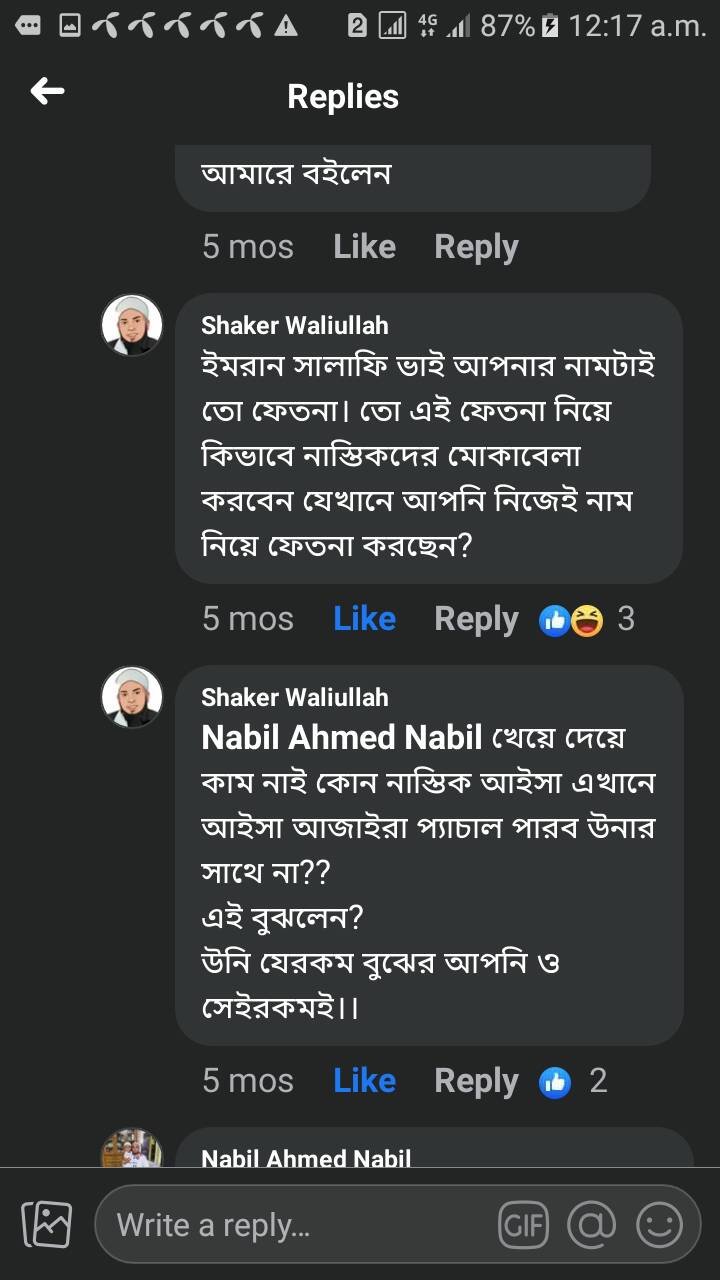 2 4G 87% 12:17 a.m.
Replies
আমারে বইলেন
5 mos Like Reply
Shaker Waliullah
ইমরান সালাফি ভাই আপনার নামটাই
তো ফেতনা। তো এই ফেতনা নিয়ে
কিভাবে নাস্তিকদের মোকাবেলা
করবেন যেখানে আপনি নিজেই নাম
নিয়ে ফেতনা করছেন?
5 mos Like Reply 3
Shaker Waliullah
Nabil Ahmed Nabil খেয়ে দেয়ে
কাম নাই কোন নাস্তিক আইসা এখানে
আইসা আজাইরা প্যাচাল পারব উনার
সাথে না??
এই বুঝলেন?
উনি যেরকম বুঝের আপনি ও
সেইরকমই।।
5 mos Like Reply 2
Nabil Ahmed Nabil
Write a reply...
GIF @